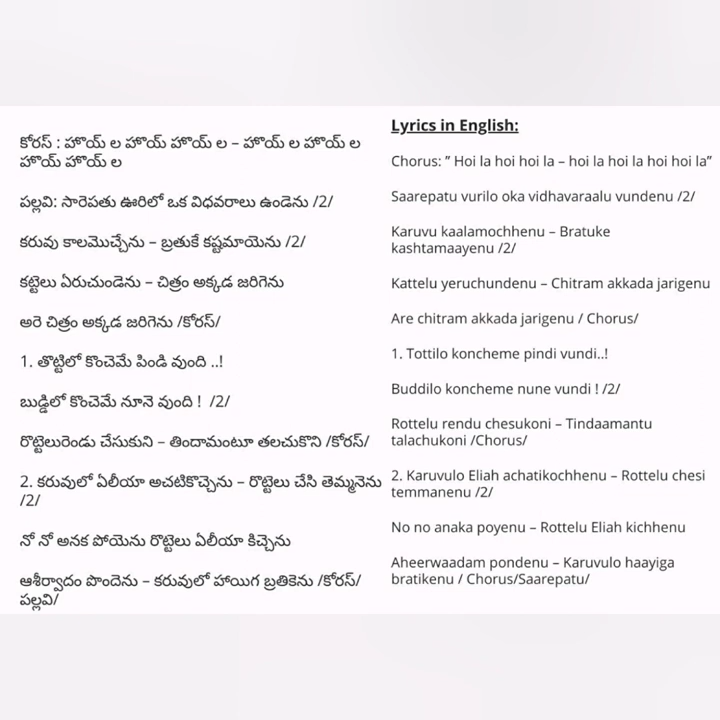 కోరస్ : హొయ్ ల హొయ్ హొయ్ ల – హొయ్ ల హొయ్ ల
హొయ్ హొయ్ ల
పల్లవి: సారెపతు ఊరిలో ఒక విధవరాలు ఉండెను /2/
కరువు కాలమొచ్చేను – బ్రతుకే కష్టమాయెను /2/
కట్టెలు ఏరుచుండెను – చిత్రం అక్కడ జరిగెను
అరె చిత్రం అక్కడ జరిగెను /కోరస్/
1. తొట్టిలో కొంచెమే పిండి వుంది ..!
బుడ్డిలో కొంచెమే నూనె వుంది ! /2/
రొట్టెలురెండు చేసుకుని – తిందామంటూ తలచుకొని /కోరస్/
2. కరువులో ఏలీయా అచటికొచ్చెను – రొట్టెలు చేసి తెమ్మనెను
/2/
నో నో అనక పోయెను రొట్టెలు ఏలీయా కిచ్చెను
ఆశీర్వాదం పొందెను – కరువులో హాయిగ బ్రతికెను /కోరస్/
పల్లవి/
Lyrics in English:
Chorus: ” Hoi la hoi hoi la – hoi la hoi la hoi hoi la”
Saarepatu vurilo oka vidhavaraalu vundenu /2/
Karuvu kaalamochhenu – Bratuke
kashtamaayenu /2/
Kattelu yeruchundenu – Chitram akkada jarigenu
Are chitram akkada jarigenu / Chorus/
1. Tottilo koncheme pindi vundi..!
Buddilo koncheme nune vundi ! /2/
Rottelu rendu chesukoni – Tindaamantu
talachukoni /Chorus/
2. Karuvulo Eliah achatikochhenu – Rottelu chesi
temmanenu /2/
No no anaka poyenu – Rottelu Eliah kichhenu
Aheerwaadam pondenu – Karuvulo haayiga
bratikenu / Chorus/Saarepatu/